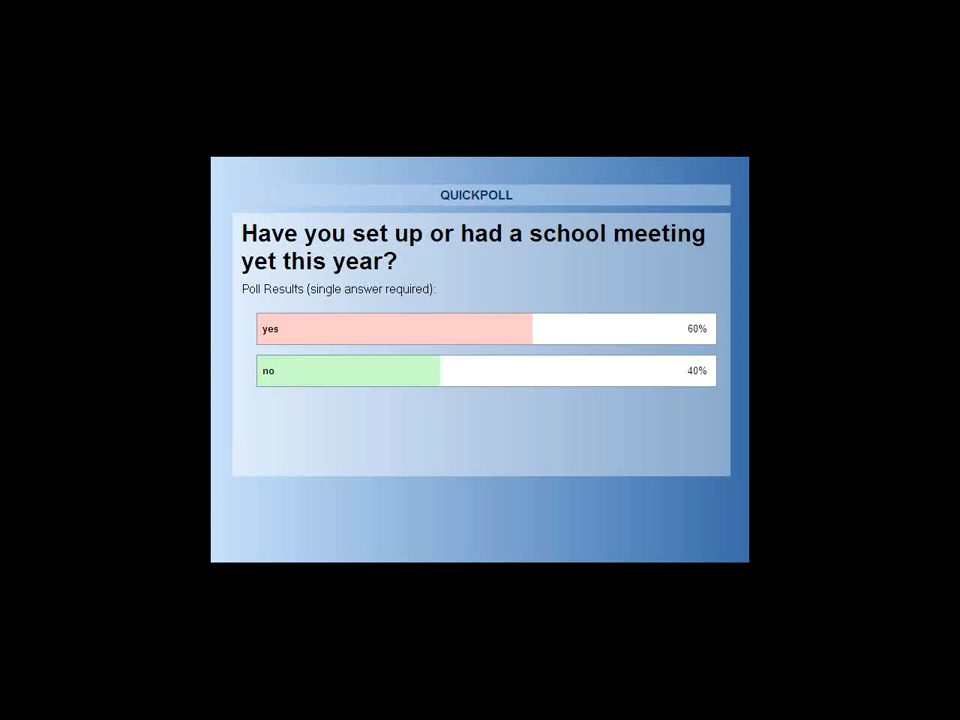 QUICKPOLL
Have you set up or had a school meeting
yet this year?
Poll Results (single answer required):
yes 60%
no 40%